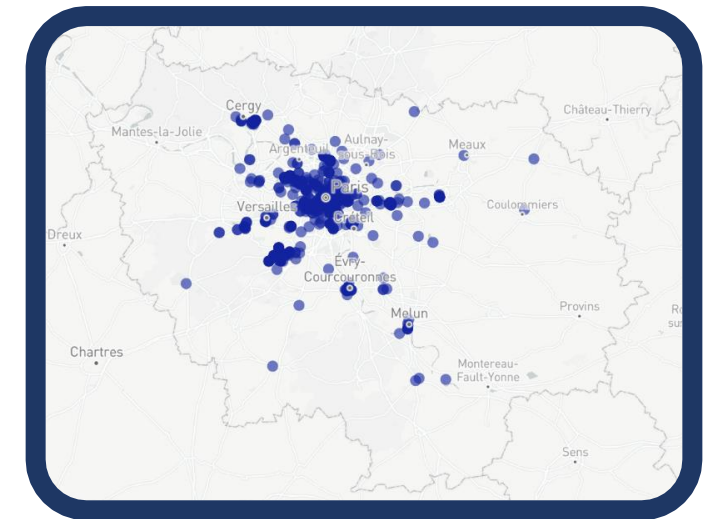 Cergy
Château-Thierry
Mantes-la-Jolie
Aulnay-
Argenteuil
sous-Bois
Meaux
Paris
Versailles
Coulommiers
Créteil
Dreux
Évry-
Courcouronnes
Provins
Melun
Chartres
Montereau-
Fault-Yonne
Sens